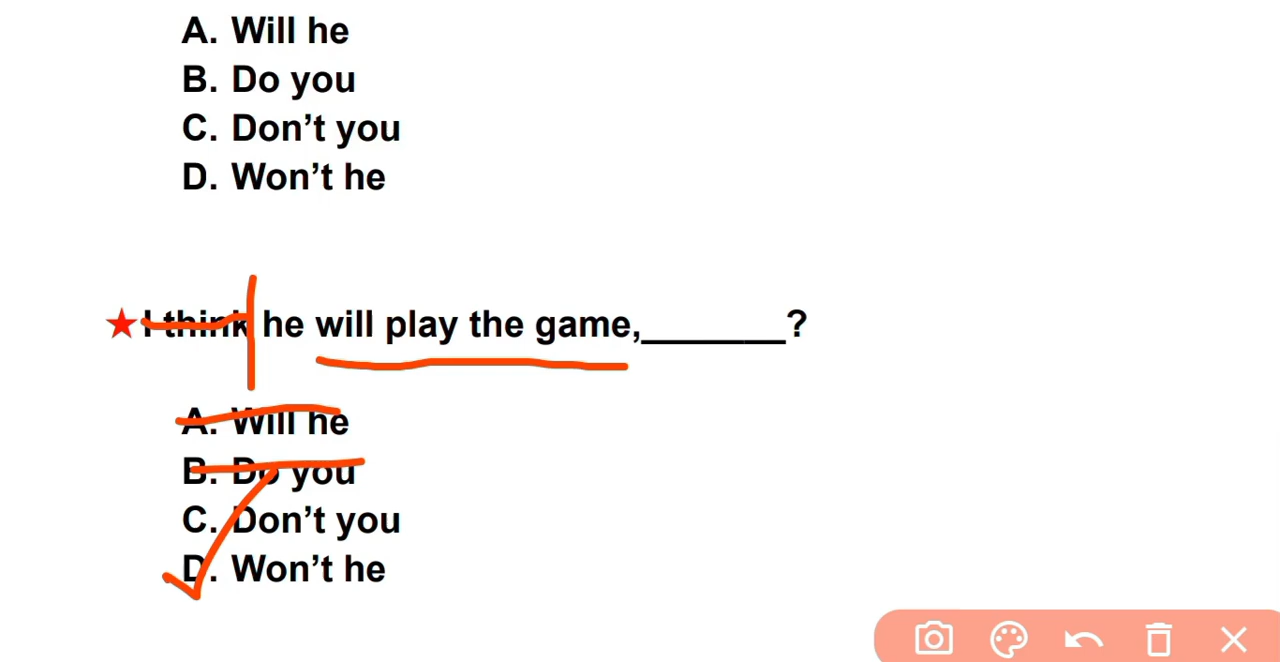 A. Will he
B. Do you
C. Don’t you
D. Won’t he
★I think he will play the game,_______?
A. Will he
B. Do you
C. Don’t you
D. Won’t he